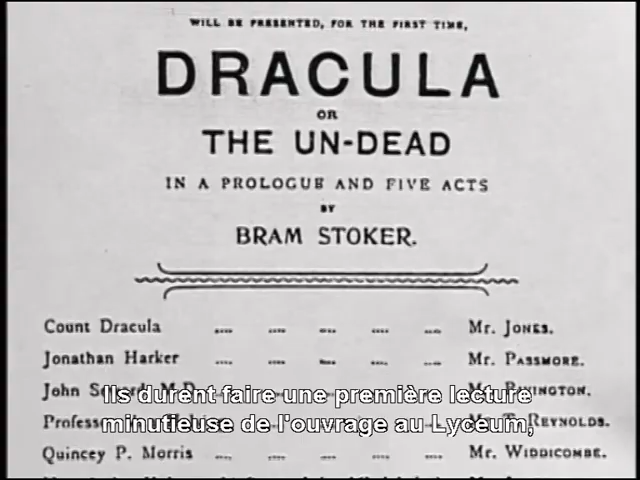 WILL BE PRESENTED, FOR THE FIRST TIME,
DRACULA
OR
THE UN-DEAD
IN A PROLOGUE AND FIVE ACTS
BY
BRAM STOKER.
Count Dracula .... .... .... .... .... Mr. JONES.
Jonathan Harker .... .... .... .... .... Mr. PASSMORE.
John M.D. Mr.
Ils durent faire une première lecture
Professor Mr. REYNOLDS.
minutieuse de l'ouvrage au Lyceum,
Quincey P. Morris .... .... .... .... .... Mr. WIDDICOMBE.